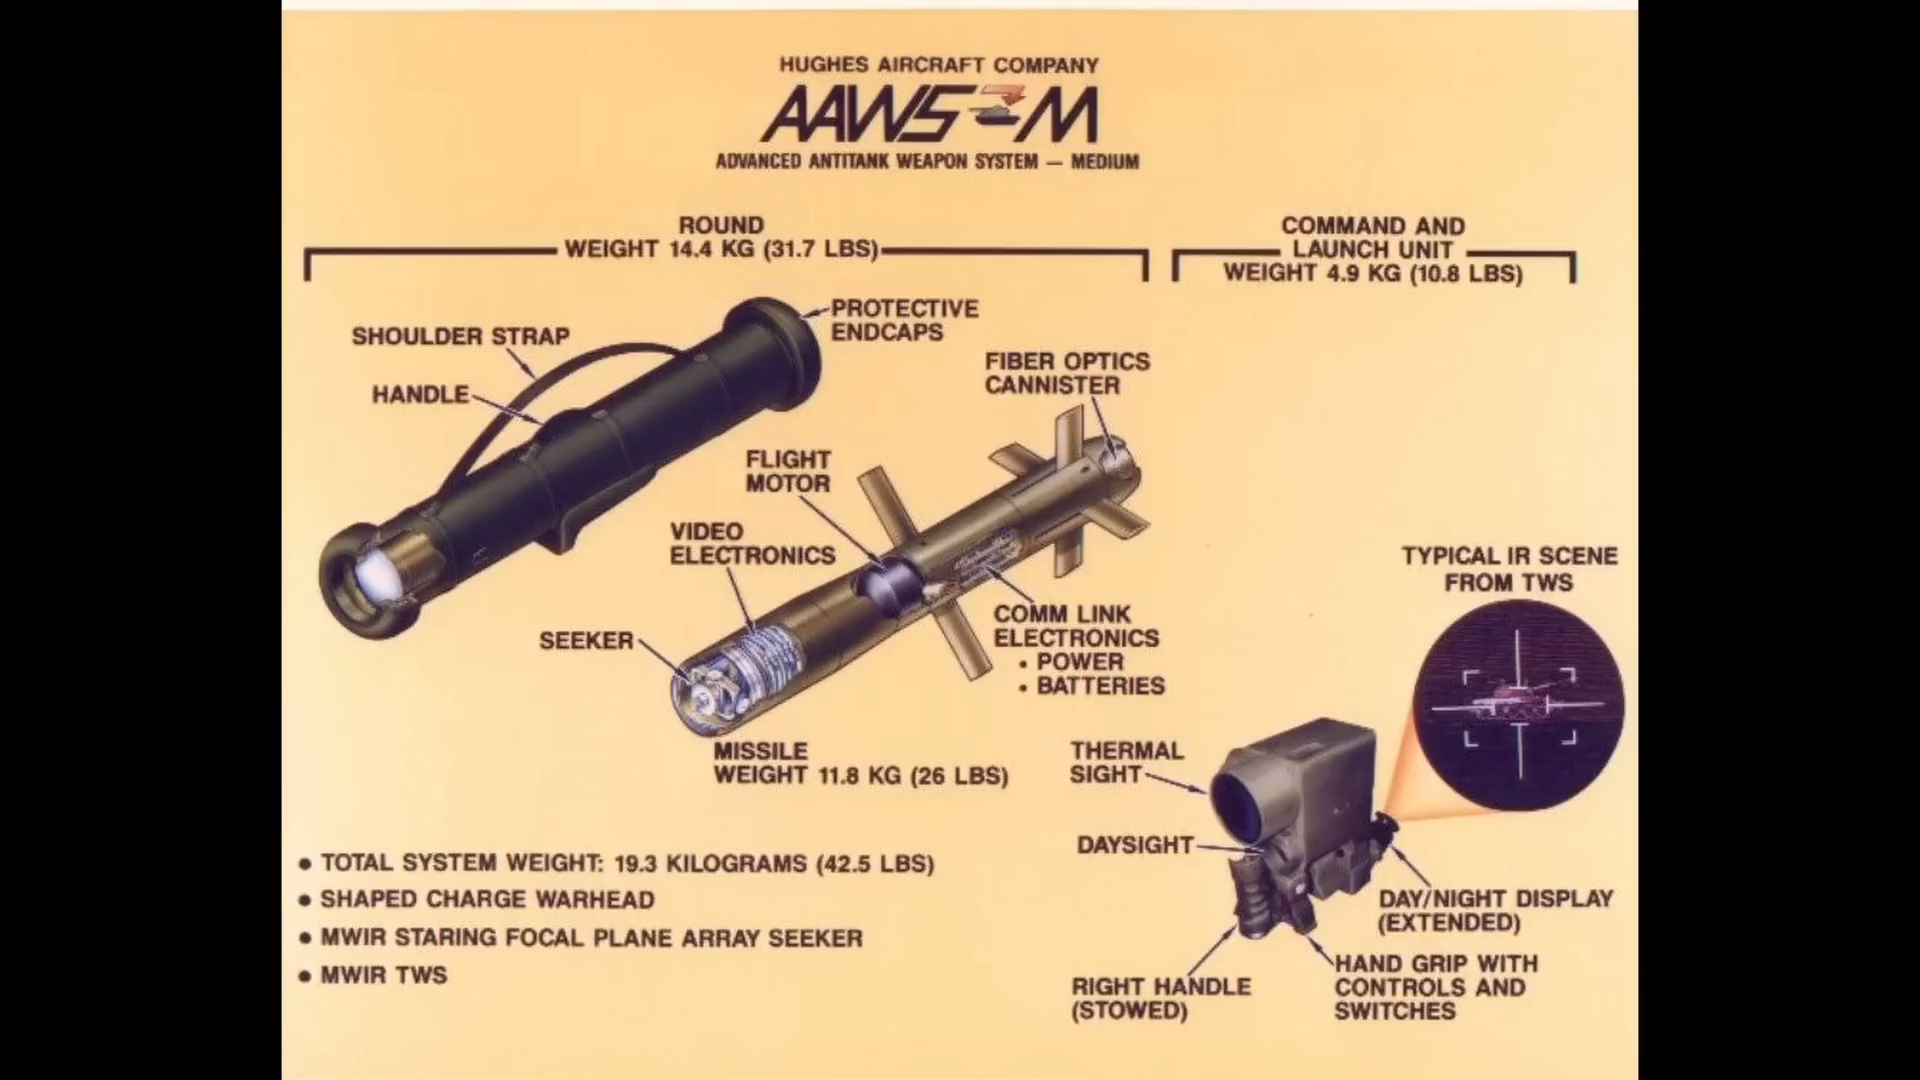 HUGHES AIRCRAFT COMPANY
AAWS-M
ADVANCED ANTITANK WEAPON SYSTEM — MEDIUM
ROUND
WEIGHT 14.4 KG (31.7 LBS)
COMMAND AND
LAUNCH UNIT
WEIGHT 4.9 KG (10.8 LBS)
PROTECTIVE
ENDCAPS
SHOULDER STRAP
HANDLE
FIBER OPTICS
CANNISTER
FLIGHT
MOTOR
VIDEO
ELECTRONICS
SEEKER
COMM LINK
ELECTRONICS
• POWER
• BATTERIES
MISSILE
WEIGHT 11.8 KG (26 LBS)
TYPICAL IR SCENE
FROM TWS
THERMAL
SIGHT
DAYSIGHT
DAY/NIGHT DISPLAY
(EXTENDED)
RIGHT HANDLE
(STOWED)
HAND GRIP WITH
CONTROLS AND
SWITCHES
• TOTAL SYSTEM WEIGHT: 19.3 KILOGRAMS (42.5 LBS)
• SHAPED CHARGE WARHEAD
• MWIR STARING FOCAL PLANE ARRAY SEEKER
• MWIR TWS